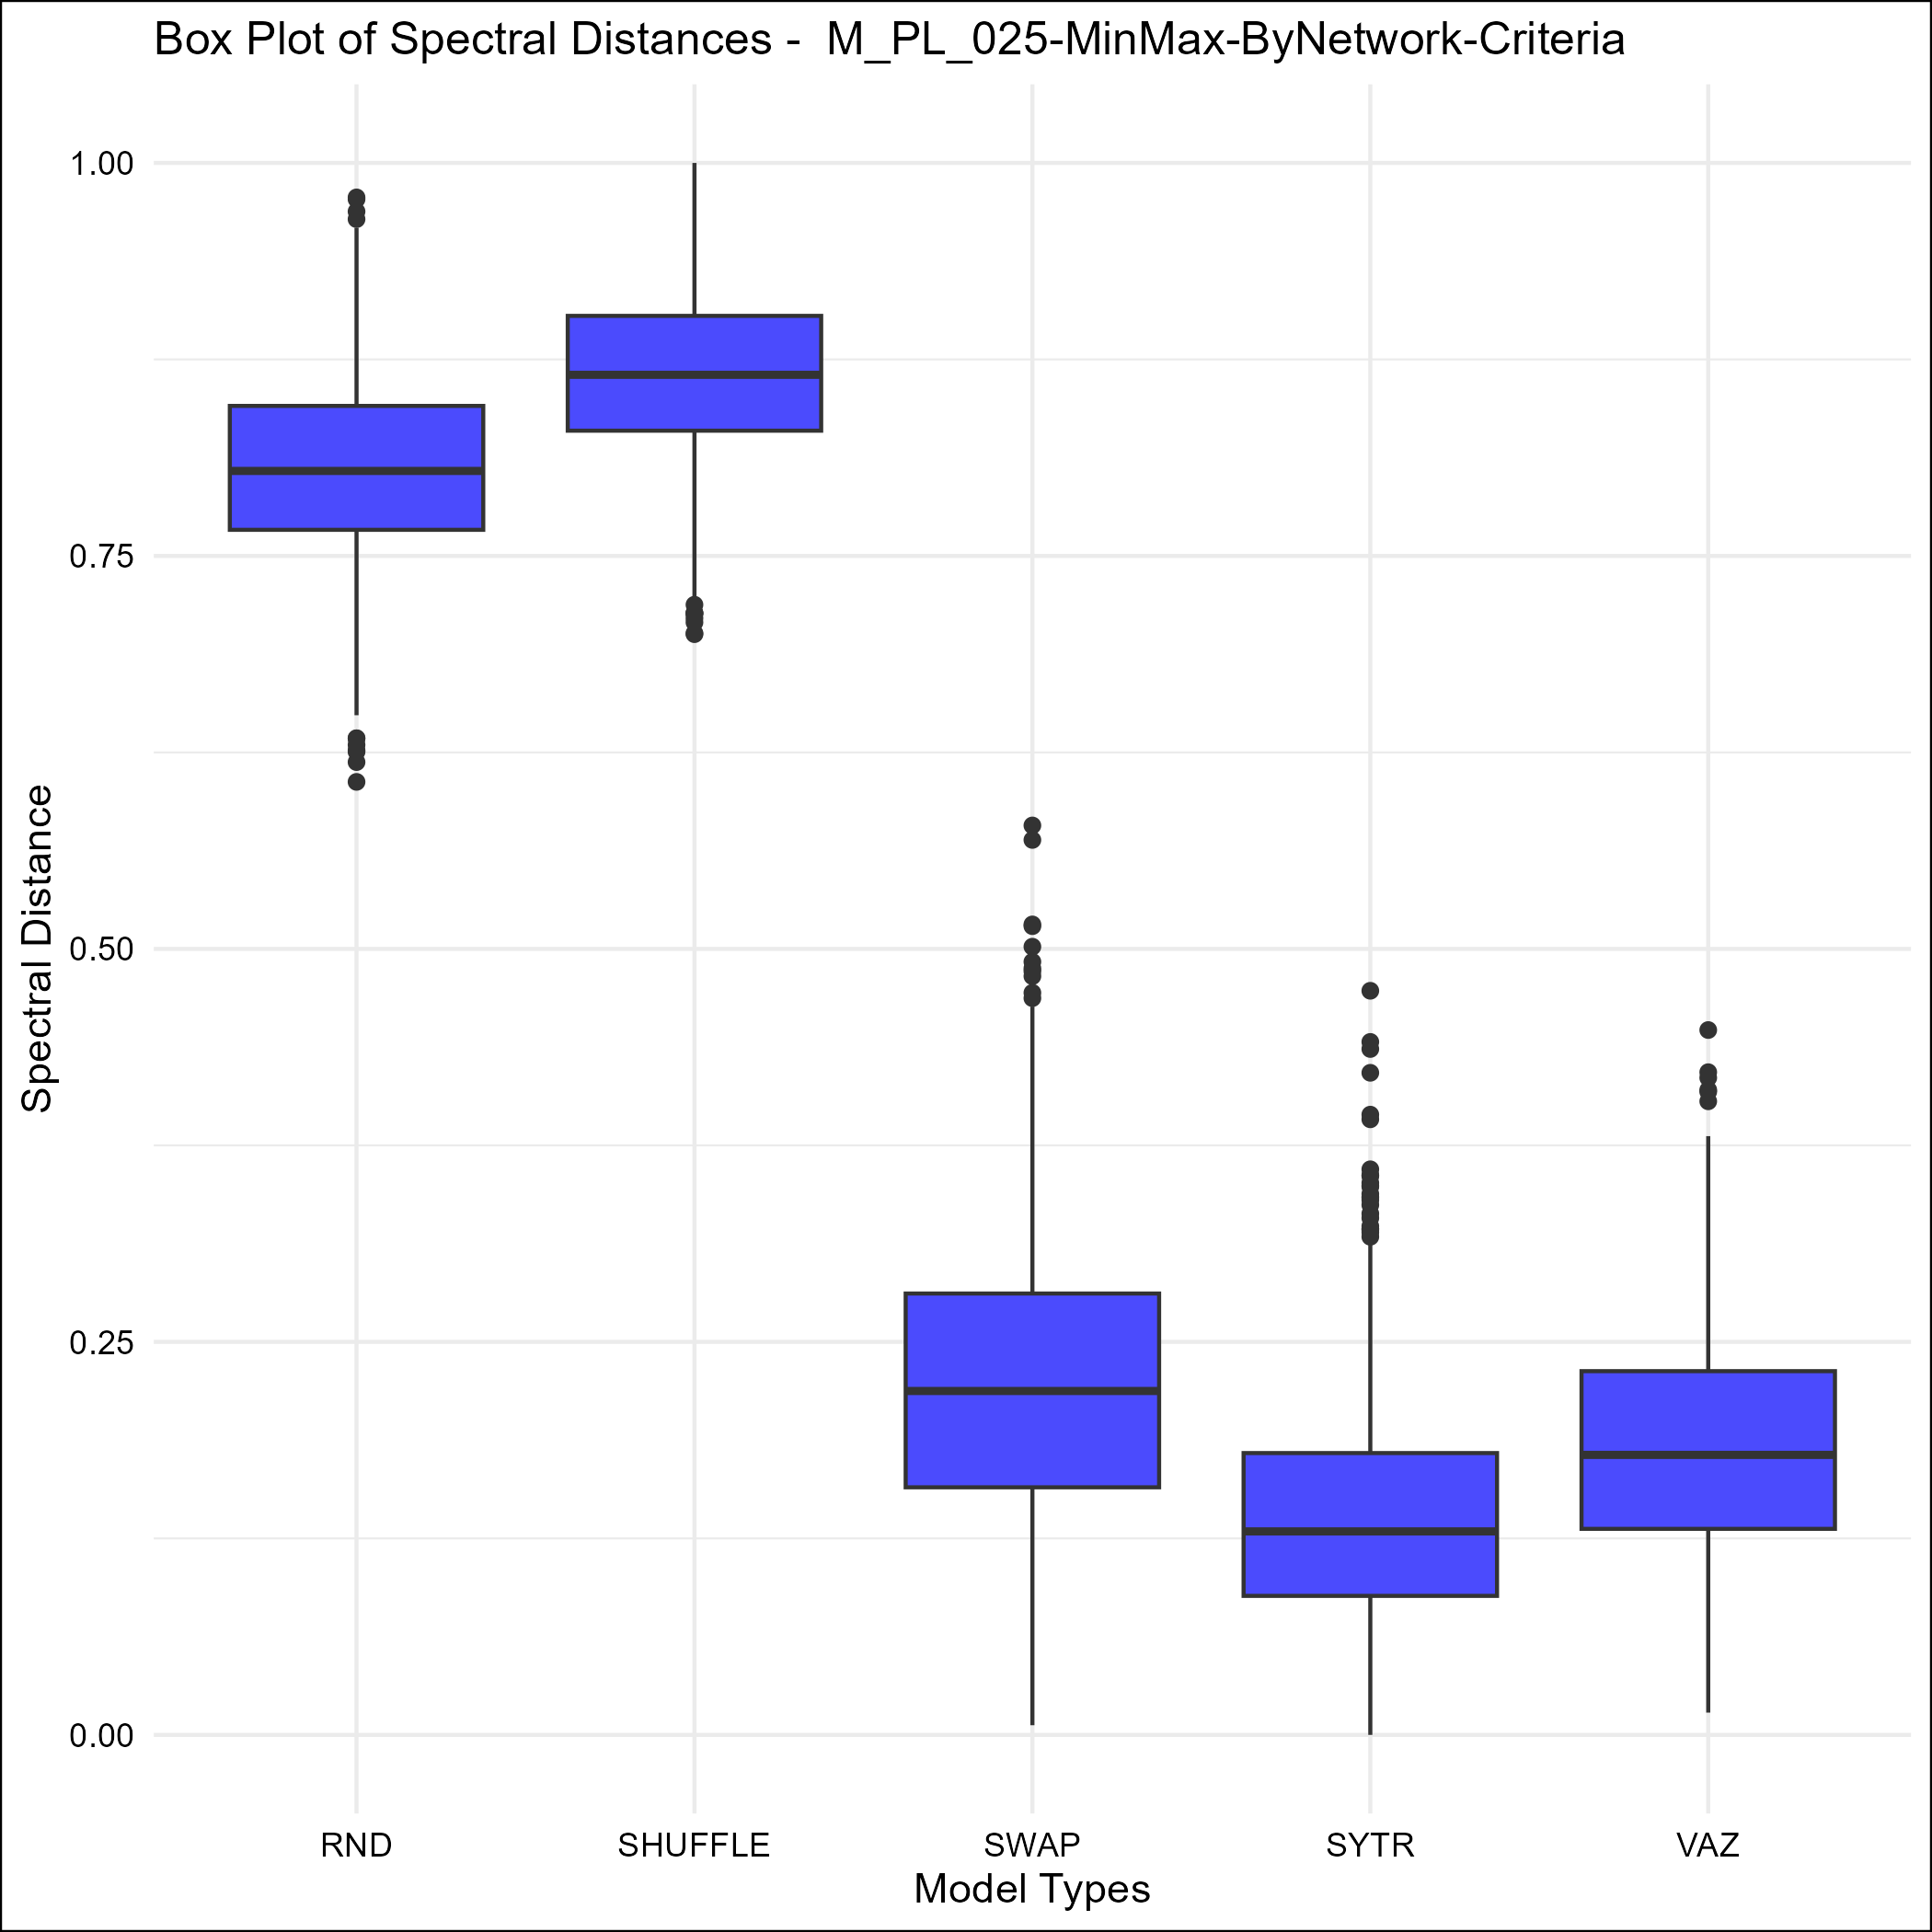 Box Plot of Spectral Distances -  M_PL_025-MinMax-ByNetwork-Criteria
1.00
0.75
0.50
0.25
0.00
Spectral Distance
RND
SHUFFLE
SWAP
SYTR
VAZ
Model Types